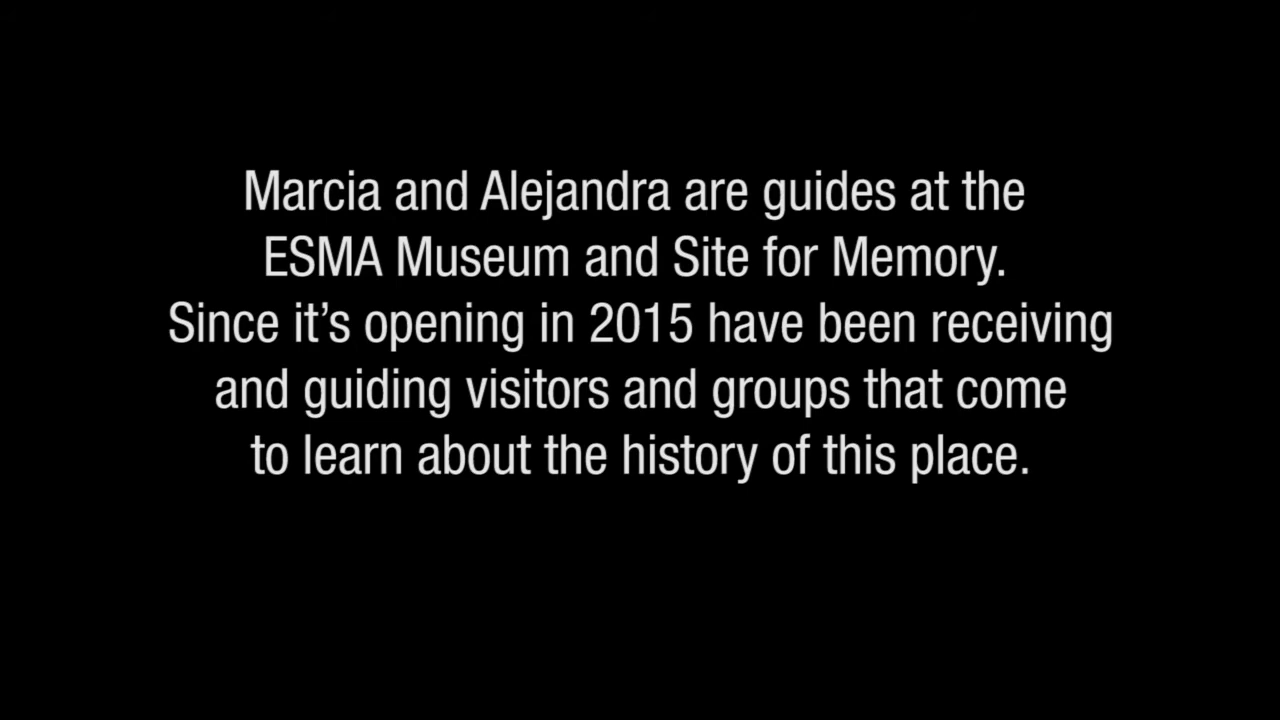 Marcia and Alejandra are guides at the
ESMA Museum and Site for Memory.
Since it’s opening in 2015 have been receiving
and guiding visitors and groups that come
to learn about the history of this place.